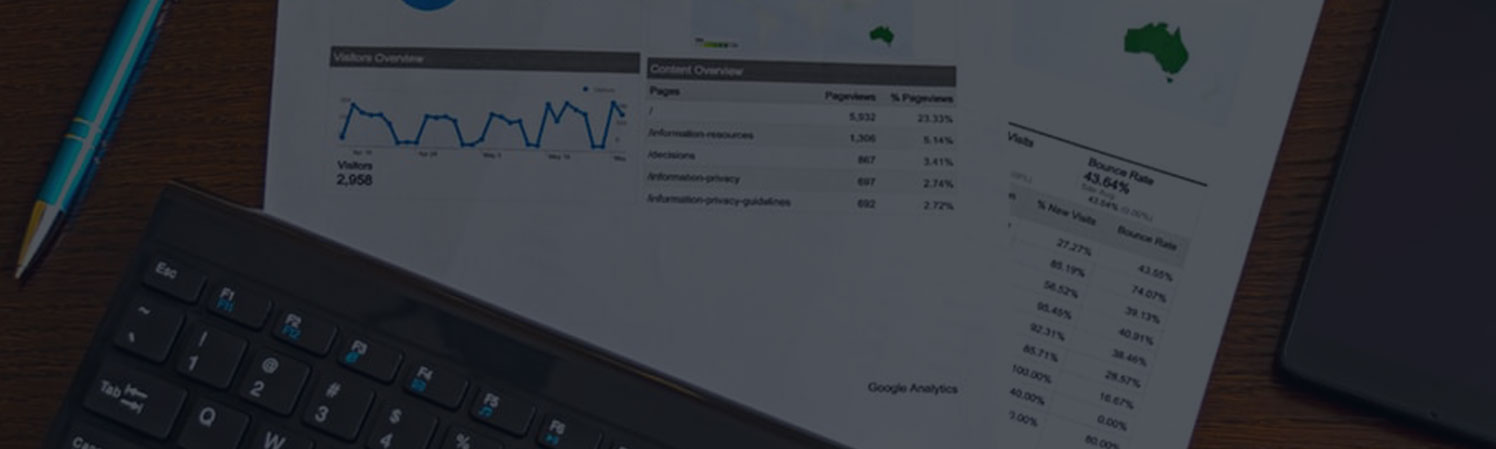 Visitors Overview
Visitors
2,958
Content Overview
Pages Pageviews % Pageviews
/ 5,932 23.33%
/information-resources 1,306 5.14%
/decisions 867 3.41%
/information-privacy 697 2.74%
/information-privacy-guidelines 692 2.72%
Google Analytics
Visits Bounce Rate
43.64%
% New Visits Bounce Rate
27.27% 43.55%
85.19% 74.07%
56.52% 39.13%
95.45% 40.91%
92.31% 38.46%
85.71% 28.57%
100.00% 16.67%
40.00% 0.00%
60.00%
Esc
F1 F2 F3 F4 F5 F6
~ ! @ # $ %
1 2 3 4
Tab Q W